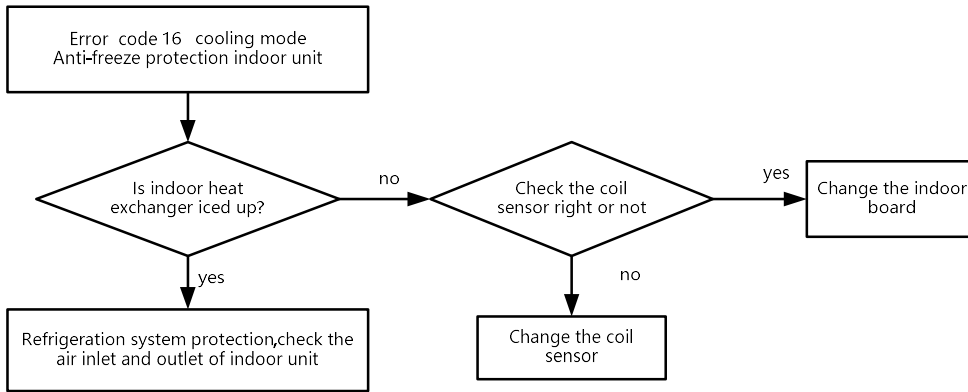 Error code 16 cooling mode
Anti-freeze protection indoor unit
Is indoor heat
exchanger iced up?
no
Check the coil
sensor right or not
yes
Change the indoor
board
yes
no
Refrigeration system protection,check the
air inlet and outlet of indoor unit
Change the coil
sensor